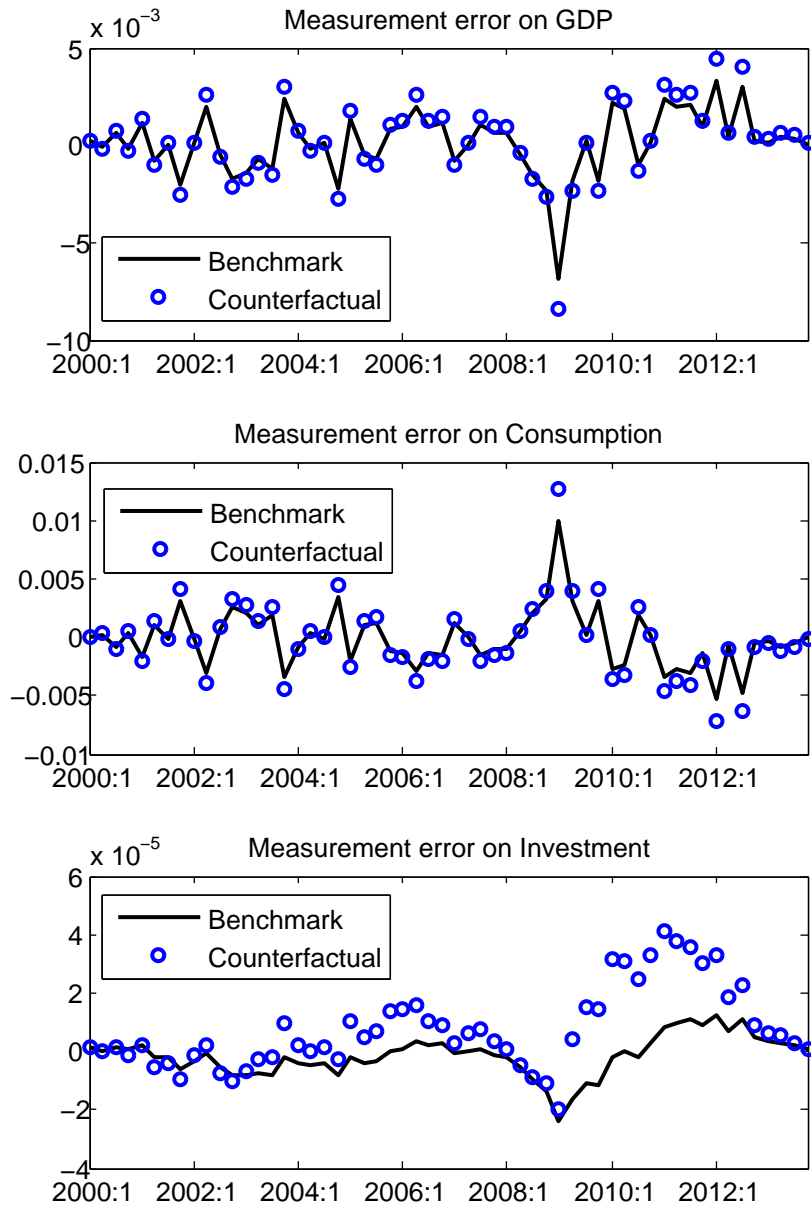 Measurement error on GDP
x 10⁻³
5
0
−5
−10
Benchmark
Counterfactual
2000:1 2002:1 2004:1 2006:1 2008:1 2010:1 2012:1
Measurement error on Consumption
0.015
0.01
0.005
0
−0.005
−0.01
Benchmark
Counterfactual
2000:1 2002:1 2004:1 2006:1 2008:1 2010:1 2012:1
Measurement error on Investment
x 10⁻⁵
6
4
2
0
−2
−4
Benchmark
Counterfactual
2000:1 2002:1 2004:1 2006:1 2008:1 2010:1 2012:1